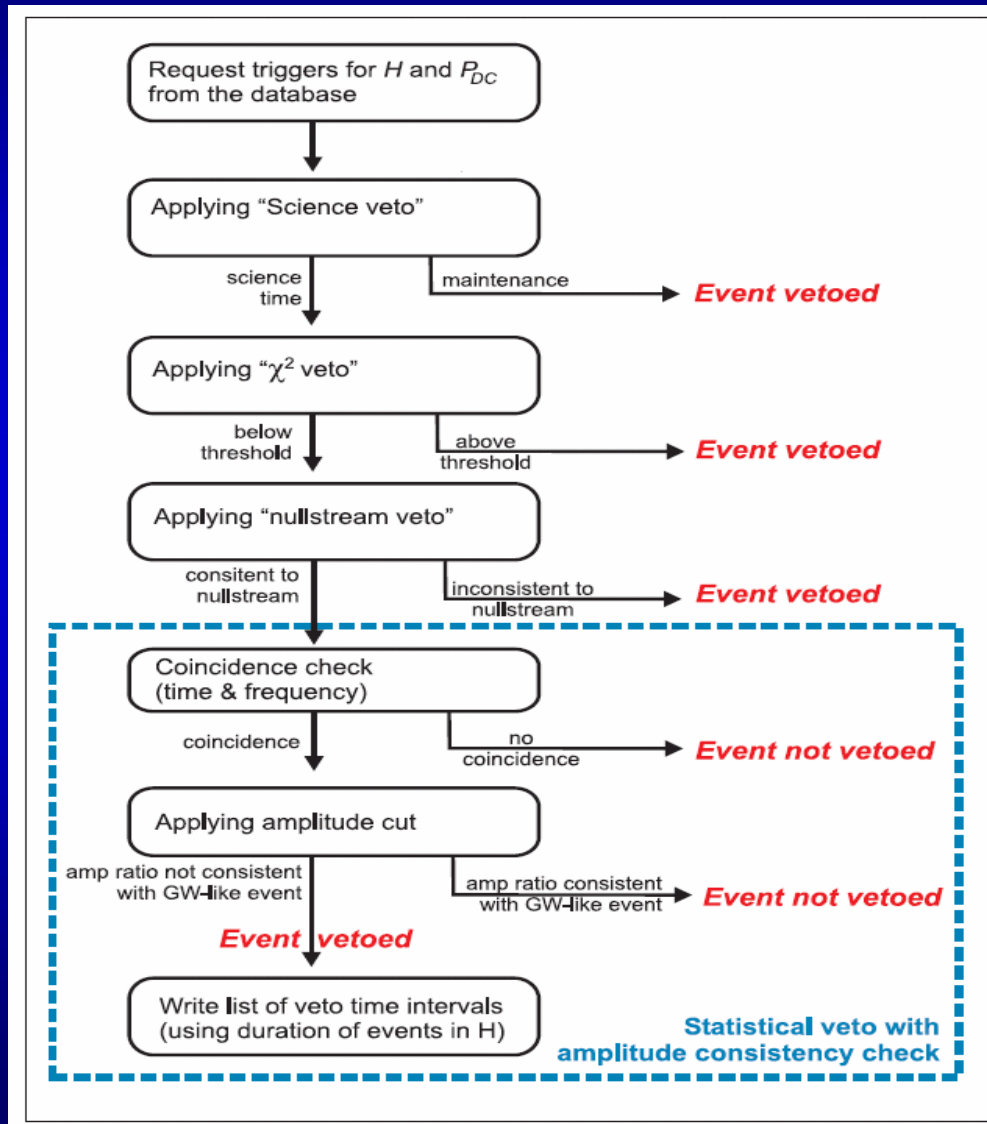 Request triggers for H and P_DC
from the database
Applying “Science veto”
science
time
maintenance
Event vetoed
Applying “χ² veto”
below
threshold
above
threshold
Event vetoed
Applying “nullstream veto”
consitent to
nullstream
inconsistent to
nullstream
Event vetoed
Coincidence check
(time & frequency)
coincidence
no
coincidence
Event not vetoed
Applying amplitude cut
amp ratio not consistent
with GW-like event
amp ratio consistent
with GW-like event
Event not vetoed
Event vetoed
Write list of veto time intervals
(using duration of events in H)
Statistical veto with
amplitude consistency check